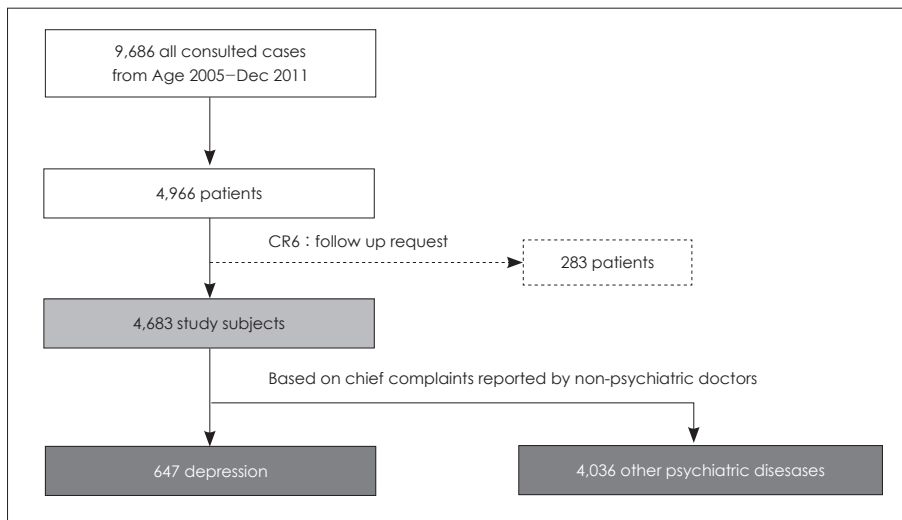 9,686 all consulted cases
from Age 2005−Dec 2011
4,966 patients
CR6 : follow up request
283 patients
4,683 study subjects
Based on chief complaints reported by non-psychiatric doctors
647 depression
4,036 other psychiatric disesases